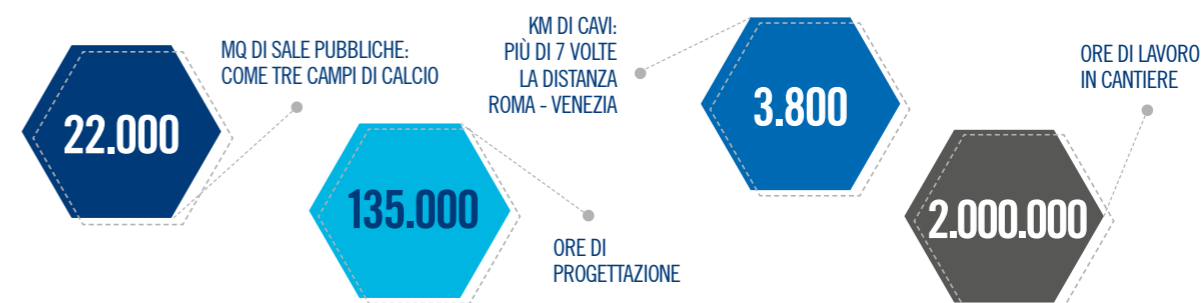 22.000
MQ DI SALE PUBBLICHE:
COME TRE CAMPI DI CALCIO
135.000
ORE DI
PROGETTAZIONE
KM DI CAVI:
PIÙ DI 7 VOLTE
LA DISTANZA
ROMA - VENEZIA
3.800
2.000.000
ORE DI LAVORO
IN CANTIERE